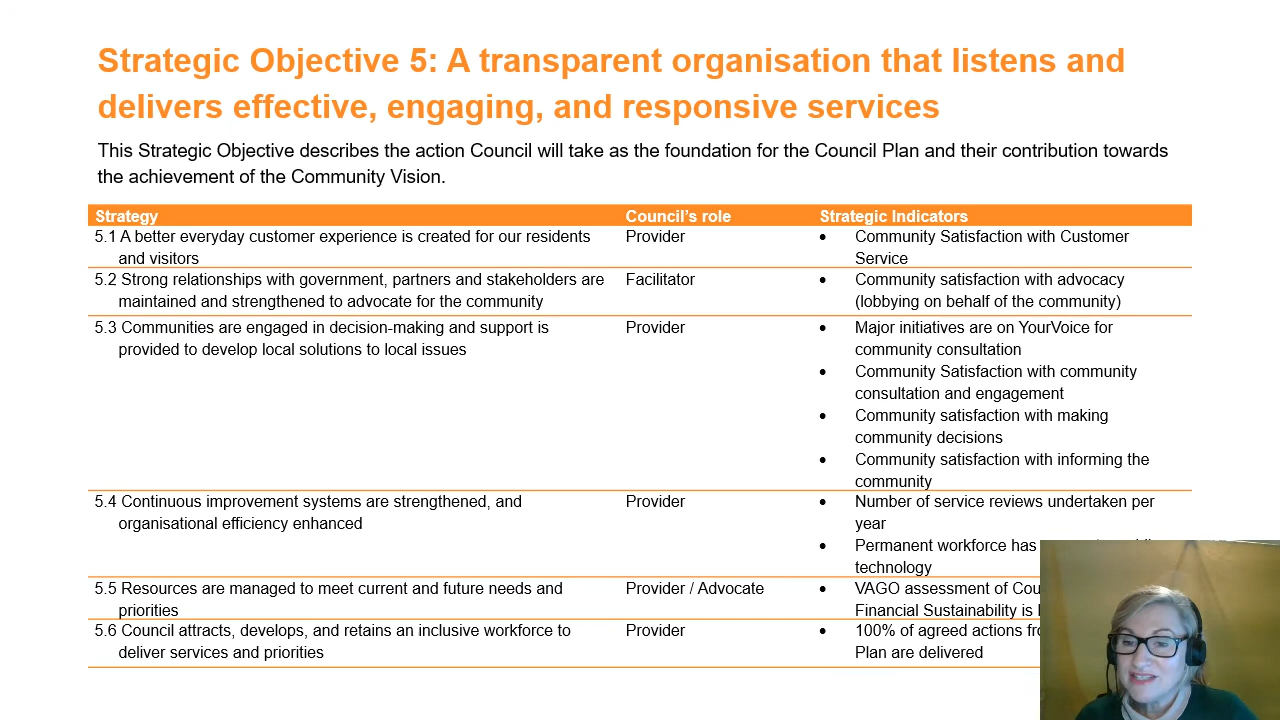 Strategic Objective 5: A transparent organisation that listens and
delivers effective, engaging, and responsive services
This Strategic Objective describes the action Council will take as the foundation for the Council Plan and their contribution towards
the achievement of the Community Vision.
Strategy Council's role Strategic Indicators
5.1 A better everyday customer experience is created for our residents Provider • Community Satisfaction with Customer
and visitors Service
5.2 Strong relationships with government, partners and stakeholders are Facilitator • Community satisfaction with advocacy
maintained and strengthened to advocate for the community (lobbying on behalf of the community)
5.3 Communities are engaged in decision-making and support is Provider • Major initiatives are on YourVoice for
provided to develop local solutions to local issues community consultation
• Community Satisfaction with community
consultation and engagement
• Community satisfaction with making
community decisions
• Community satisfaction with informing the
community
5.4 Continuous improvement systems are strengthened, and Provider • Number of service reviews undertaken per
organisational efficiency enhanced year
• Permanent workforce has
technology
5.5 Resources are managed to meet current and future needs and Provider / Advocate • VAGO assessment of
priorities Financial Sustainability is
5.6 Council attracts, develops, and retains an inclusive workforce to Provider • 100% of agreed actions
deliver services and priorities Plan are delivered